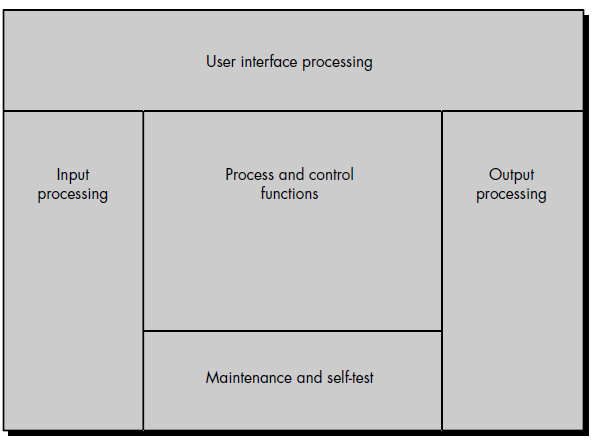 User interface processing
Input
processing
Process and control
functions
Output
processing
Maintenance and self-test